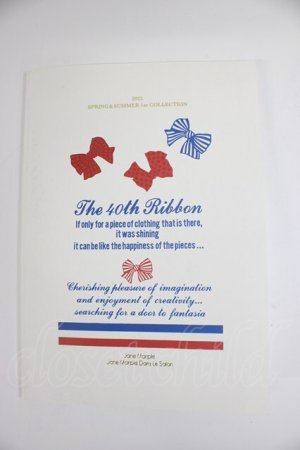 SPRING & SUMMER 1st COLLECTION
The 40th Ribbon
If only for a piece of clothing that is there,
it was shining
it can be like the happiness of the pieces ...
Cherishing pleasure of imagination
and enjoyment of creativity...
searching for a door to fantasia
Jane Marple
Jane Marple Dans Le Salon